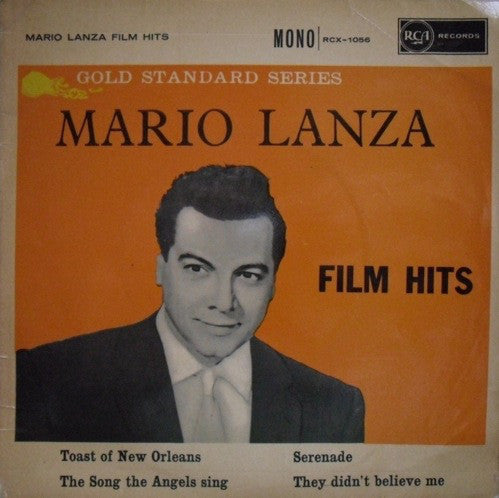 MARIO LANZA FILM HITS
MONO RCX-1056
RCA RECORDS
GOLD STANDARD SERIES
MARIO LANZA
FILM HITS
Toast of New Orleans
Serenade
The Song the Angels sing
They didn't believe me